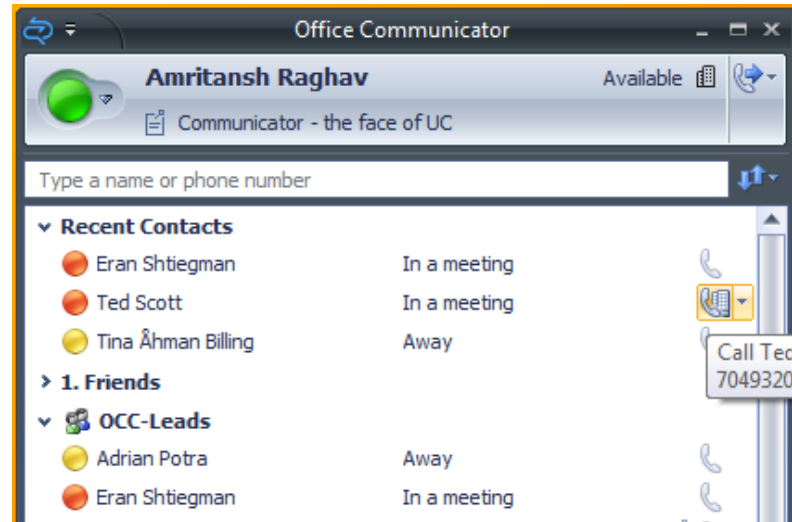 Office Communicator
Amritansh Raghav Available
Communicator - the face of UC
Type a name or phone number
Recent Contacts
Eran Shtiegman In a meeting
Ted Scott In a meeting
Tina Åhman Billing Away
Call Ted
7049320
1. Friends
OCC-Leads
Adrian Potra Away
Eran Shtiegman In a meeting